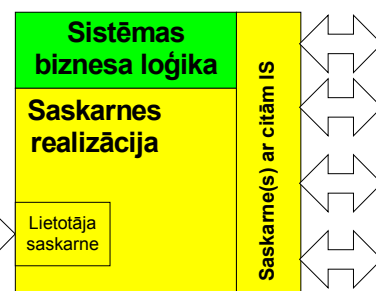 Sistēmas
biznesa loģika
Saskarnes
realizācija
Lietotāja
saskarne
Saskarne(s) ar citām IS